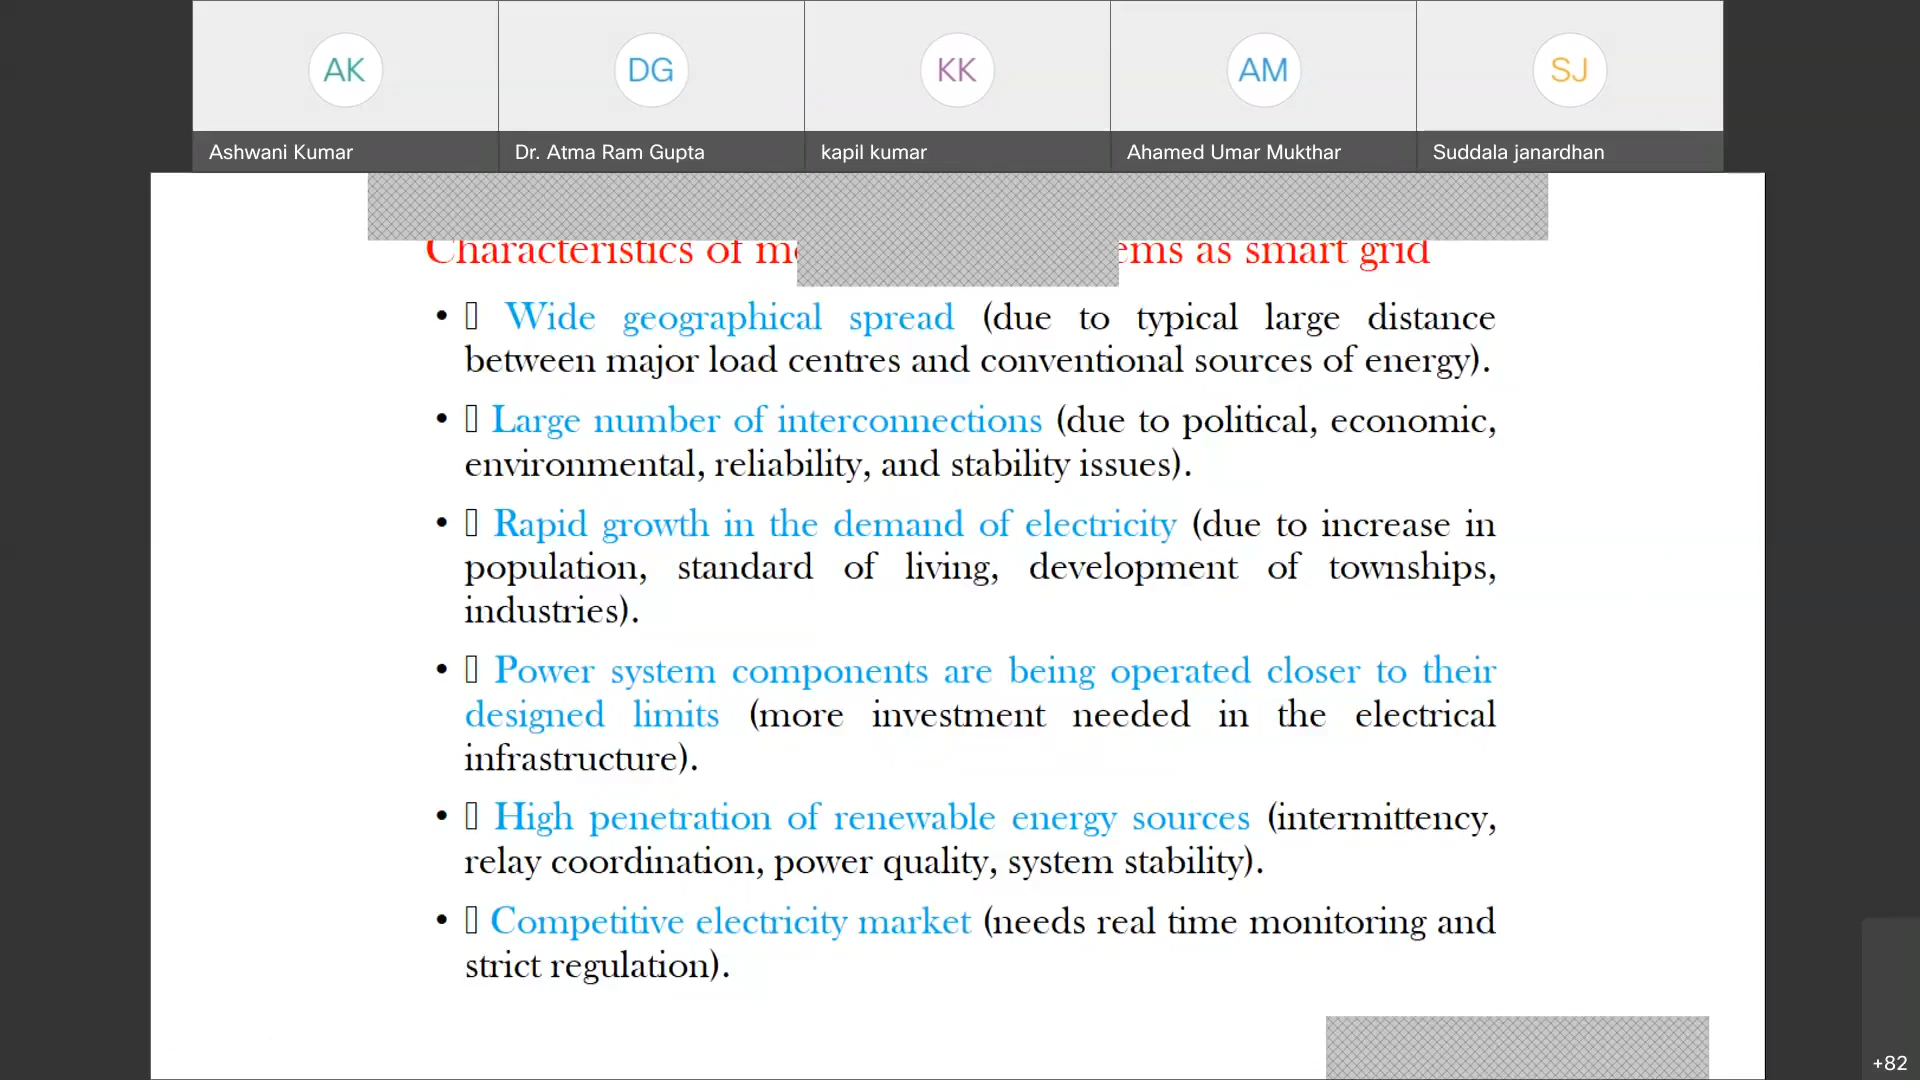 AK DG KK AM SJ
Ashwani Kumar Dr. Atma Ram Gupta kapil kumar Ahamed Umar Mukthar Suddala janardhan
Characteristics of as smart grid
• Wide geographical spread (due to typical large distance
between major load centres and conventional sources of energy).
• Large number of interconnections (due to political, economic,
environmental, reliability, and stability issues).
• Rapid growth in the demand of electricity (due to increase in
population, standard of living, development of townships,
industries).
• Power system components are being operated closer to their
designed limits (more investment needed in the electrical
infrastructure).
• High penetration of renewable energy sources (intermittency,
relay coordination, power quality, system stability).
• Competitive electricity market (needs real time monitoring and
strict regulation).
+82